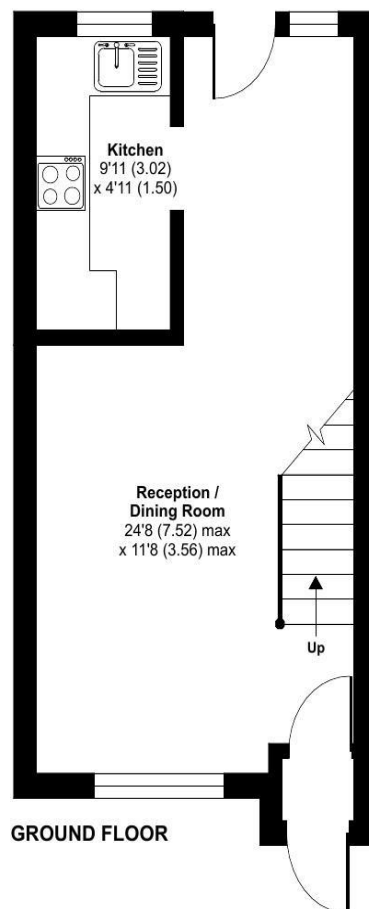 Kitchen
9'11 (3.02)
x 4'11 (1.50)
Reception /
Dining Room
24'8 (7.52) max
x 11'8 (3.56) max
Up
GROUND FLOOR